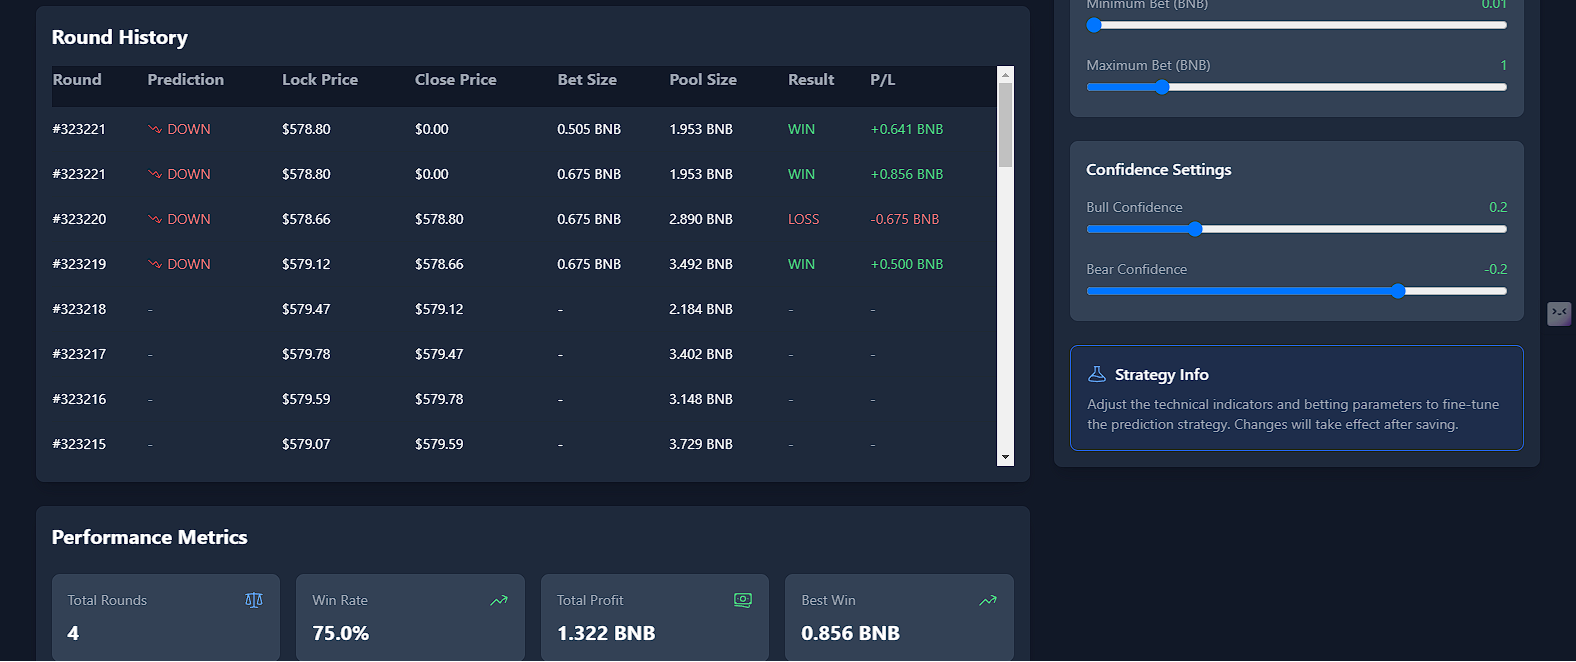 Round History
Round Prediction Lock Price Close Price Bet Size Pool Size Result P/L
#323221 DOWN $578.80 $0.00 0.505 BNB 1.953 BNB WIN +0.641 BNB
#323221 DOWN $578.80 $0.00 0.675 BNB 1.953 BNB WIN +0.856 BNB
#323220 DOWN $578.66 $578.80 0.675 BNB 2.890 BNB LOSS -0.675 BNB
#323219 DOWN $579.12 $578.66 0.675 BNB 3.492 BNB WIN +0.500 BNB
#323218 - $579.47 $579.12 - 2.184 BNB - -
#323217 - $579.78 $579.47 - 3.402 BNB - -
#323216 - $579.59 $579.78 - 3.148 BNB - -
#323215 - $579.07 $579.59 - 3.729 BNB - -
Performance Metrics
Total Rounds
4
Win Rate
75.0%
Total Profit
1.322 BNB
Best Win
0.856 BNB
Minimum Bet (BNB) 0.01
Maximum Bet (BNB) 1
Confidence Settings
Bull Confidence 0.2
Bear Confidence -0.2
Strategy Info
Adjust the technical indicators and betting parameters to fine-tune
the prediction strategy. Changes will take effect after saving.